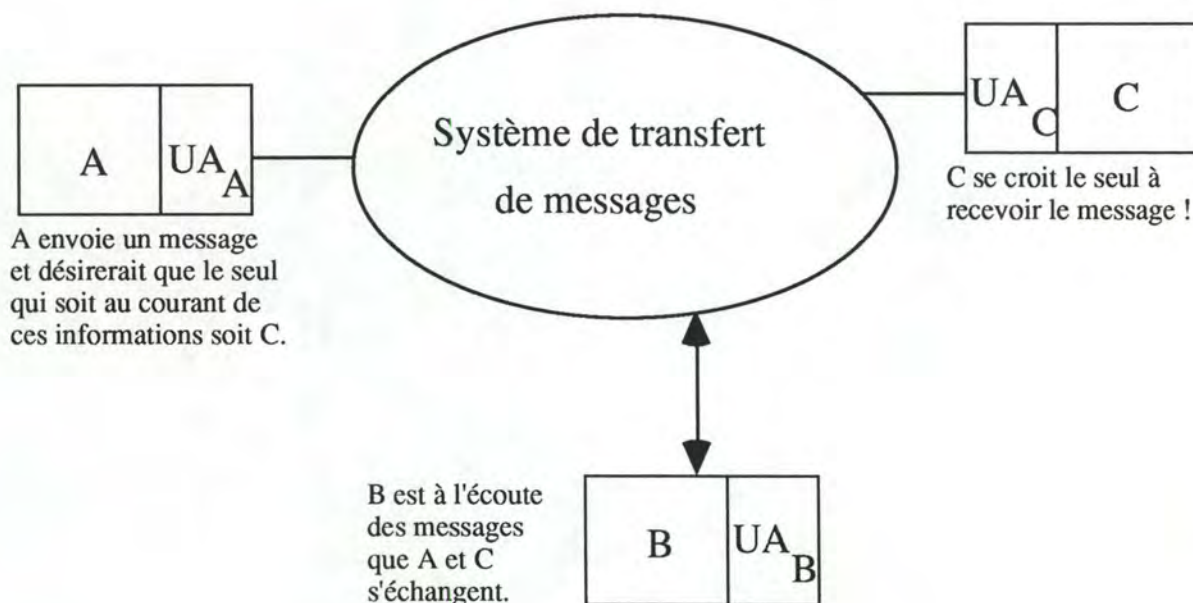 Système de transfert
de messages
A UA A
UA C C
A envoie un message
et désirerait que le seul
qui soit au courant de
ces informations soit C.
C se croit le seul à
recevoir le message !
B est à l'écoute
des messages
que A et C
s'échangent.
B UA B